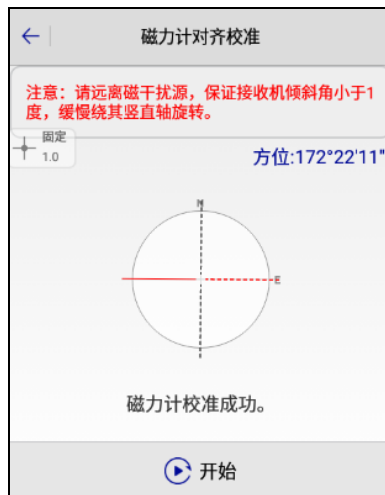 磁力计对齐校准
注意：请远离磁干扰源，保证接收机倾斜角小于1
度，缓慢绕其竖直轴旋转。
固定
1.0
方位:172°22'11"
N
E
磁力计校准成功。
开始